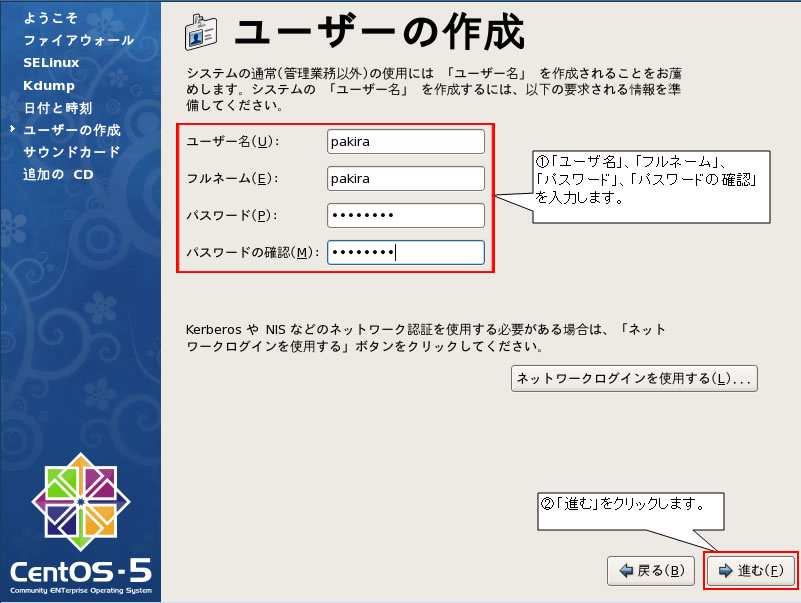 ようこそ
ファイアウォール
SELinux
Kdump
日付と時刻
ユーザーの作成
サウンドカード
追加の CD
ユーザーの作成
システムの通常(管理業務以外)の使用には 「ユーザー名」 を作成されることをお薦
めします。システムの 「ユーザー名」 を作成するには、以下の要求される情報を準
備してください。
ユーザー名(U):
pakira
フルネーム(E):
pakira
パスワード(P):
••••••••
パスワードの確認(M):
••••••••
①「ユーザ名」、「フルネーム」、
「パスワード」、「パスワードの確認」
を入力します。
Kerberos や NIS などのネットワーク認証を使用する必要がある場合は、「ネット
ワークログインを使用する」ボタンをクリックしてください。
ネットワークログインを使用する(L)...
②「進む」をクリックします。
戻る(B)
進む(F)
CentOS-5
Community ENTerprise Operating System